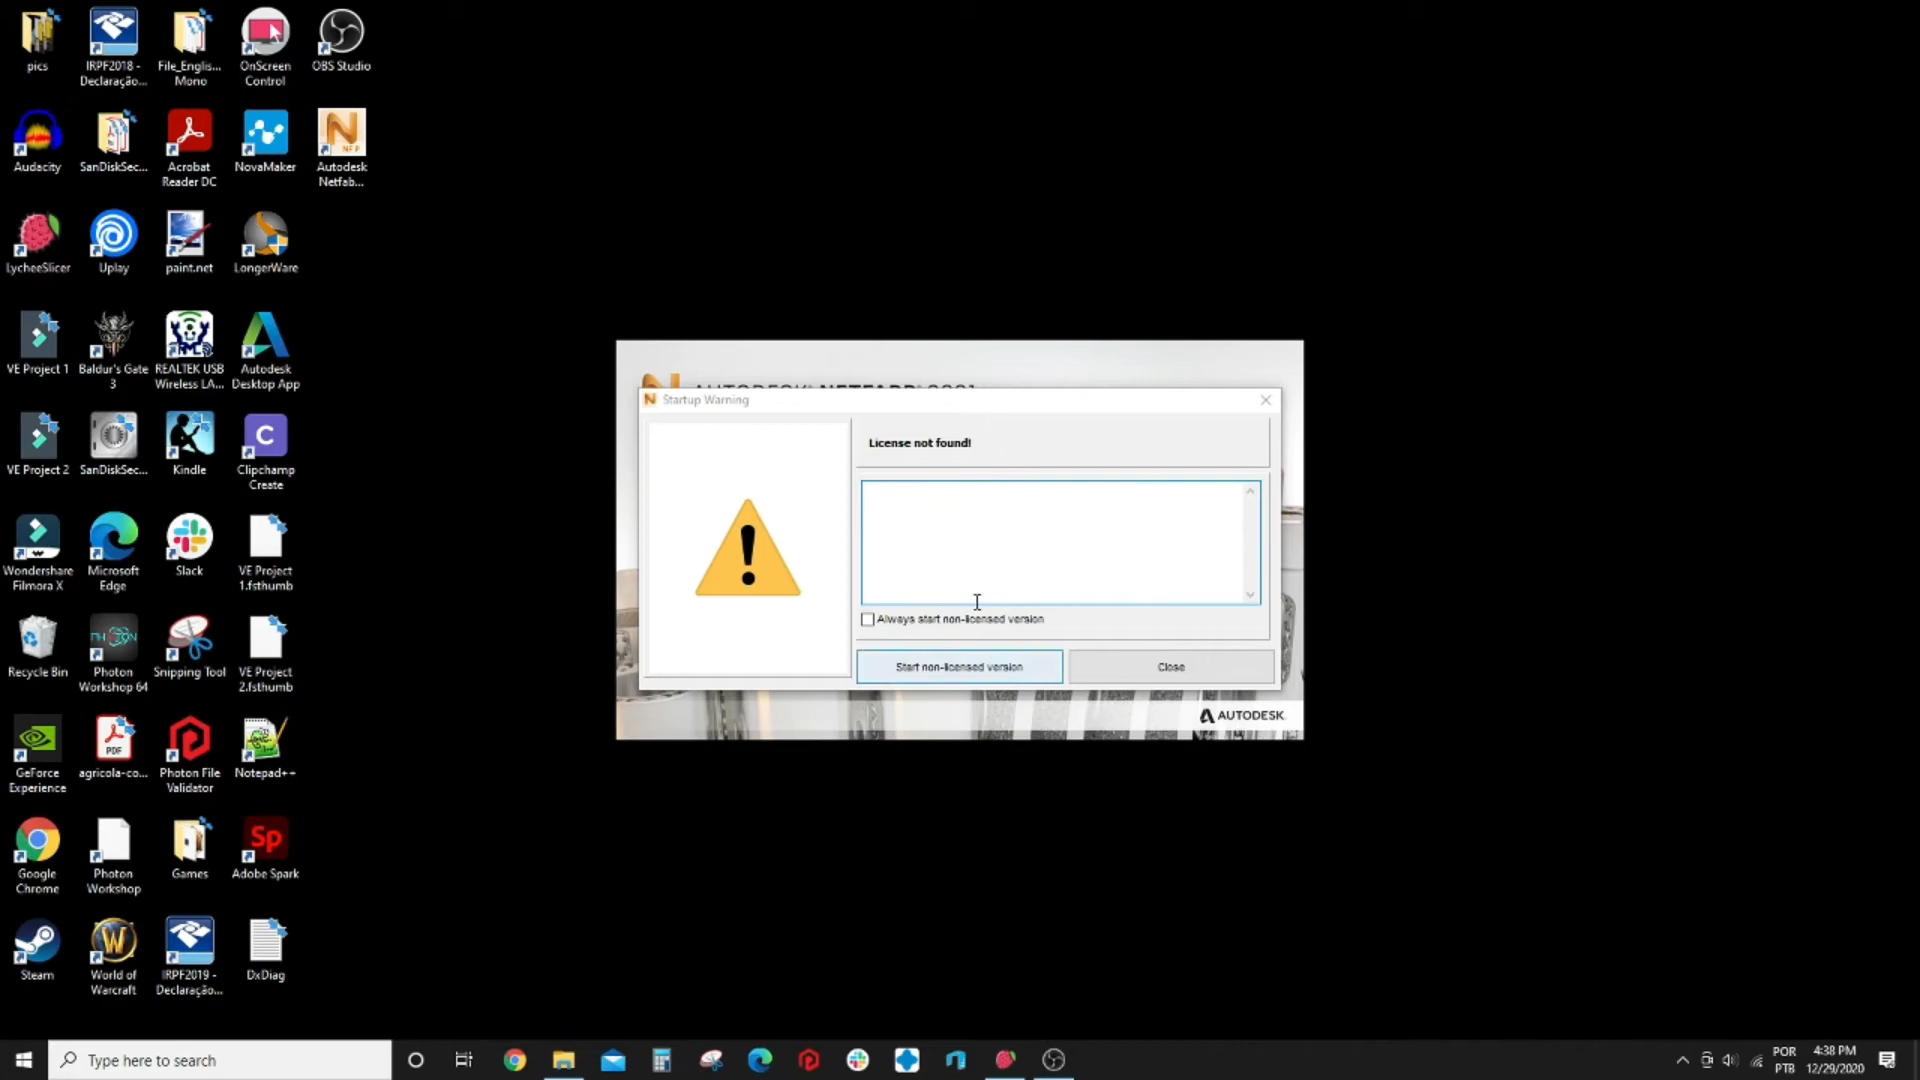 pics
IRPF2018 -
Declaração...
File_Englis...
Mono
OnScreen
Control
OBS Studio
Audacity
SanDiskSec...
Acrobat
Reader DC
NovaMaker
NFP
Autodesk
Netfab...
LycheeSlicer
Uplay
paint.net
LongerWare
VE Project 1
Baldur's Gate
3
REALTEK USB
Wireless LA...
Autodesk
Desktop App
VE Project 2
SanDiskSec...
Kindle
Clipchamp
Create
Wondershare
Filmora X
Microsoft
Edge
Slack
VE Project
1.fsthumb
Recycle Bin
Photon
Workshop 64
Snipping Tool
VE Project
2.fsthumb
GeForce
Experience
PDF
agricola-co...
Photon File
Validator
Notepad++
Google
Chrome
Photon
Workshop
Games
Sp
Adobe Spark
Steam
World of
Warcraft
IRPF2019 -
Declaração...
DxDiag
Startup Warning
License not found!
Always start non-licensed version
Start non-licensed version
Close
AUTODESK
Type here to search
POR
PTB
4:38 PM
12/29/2020